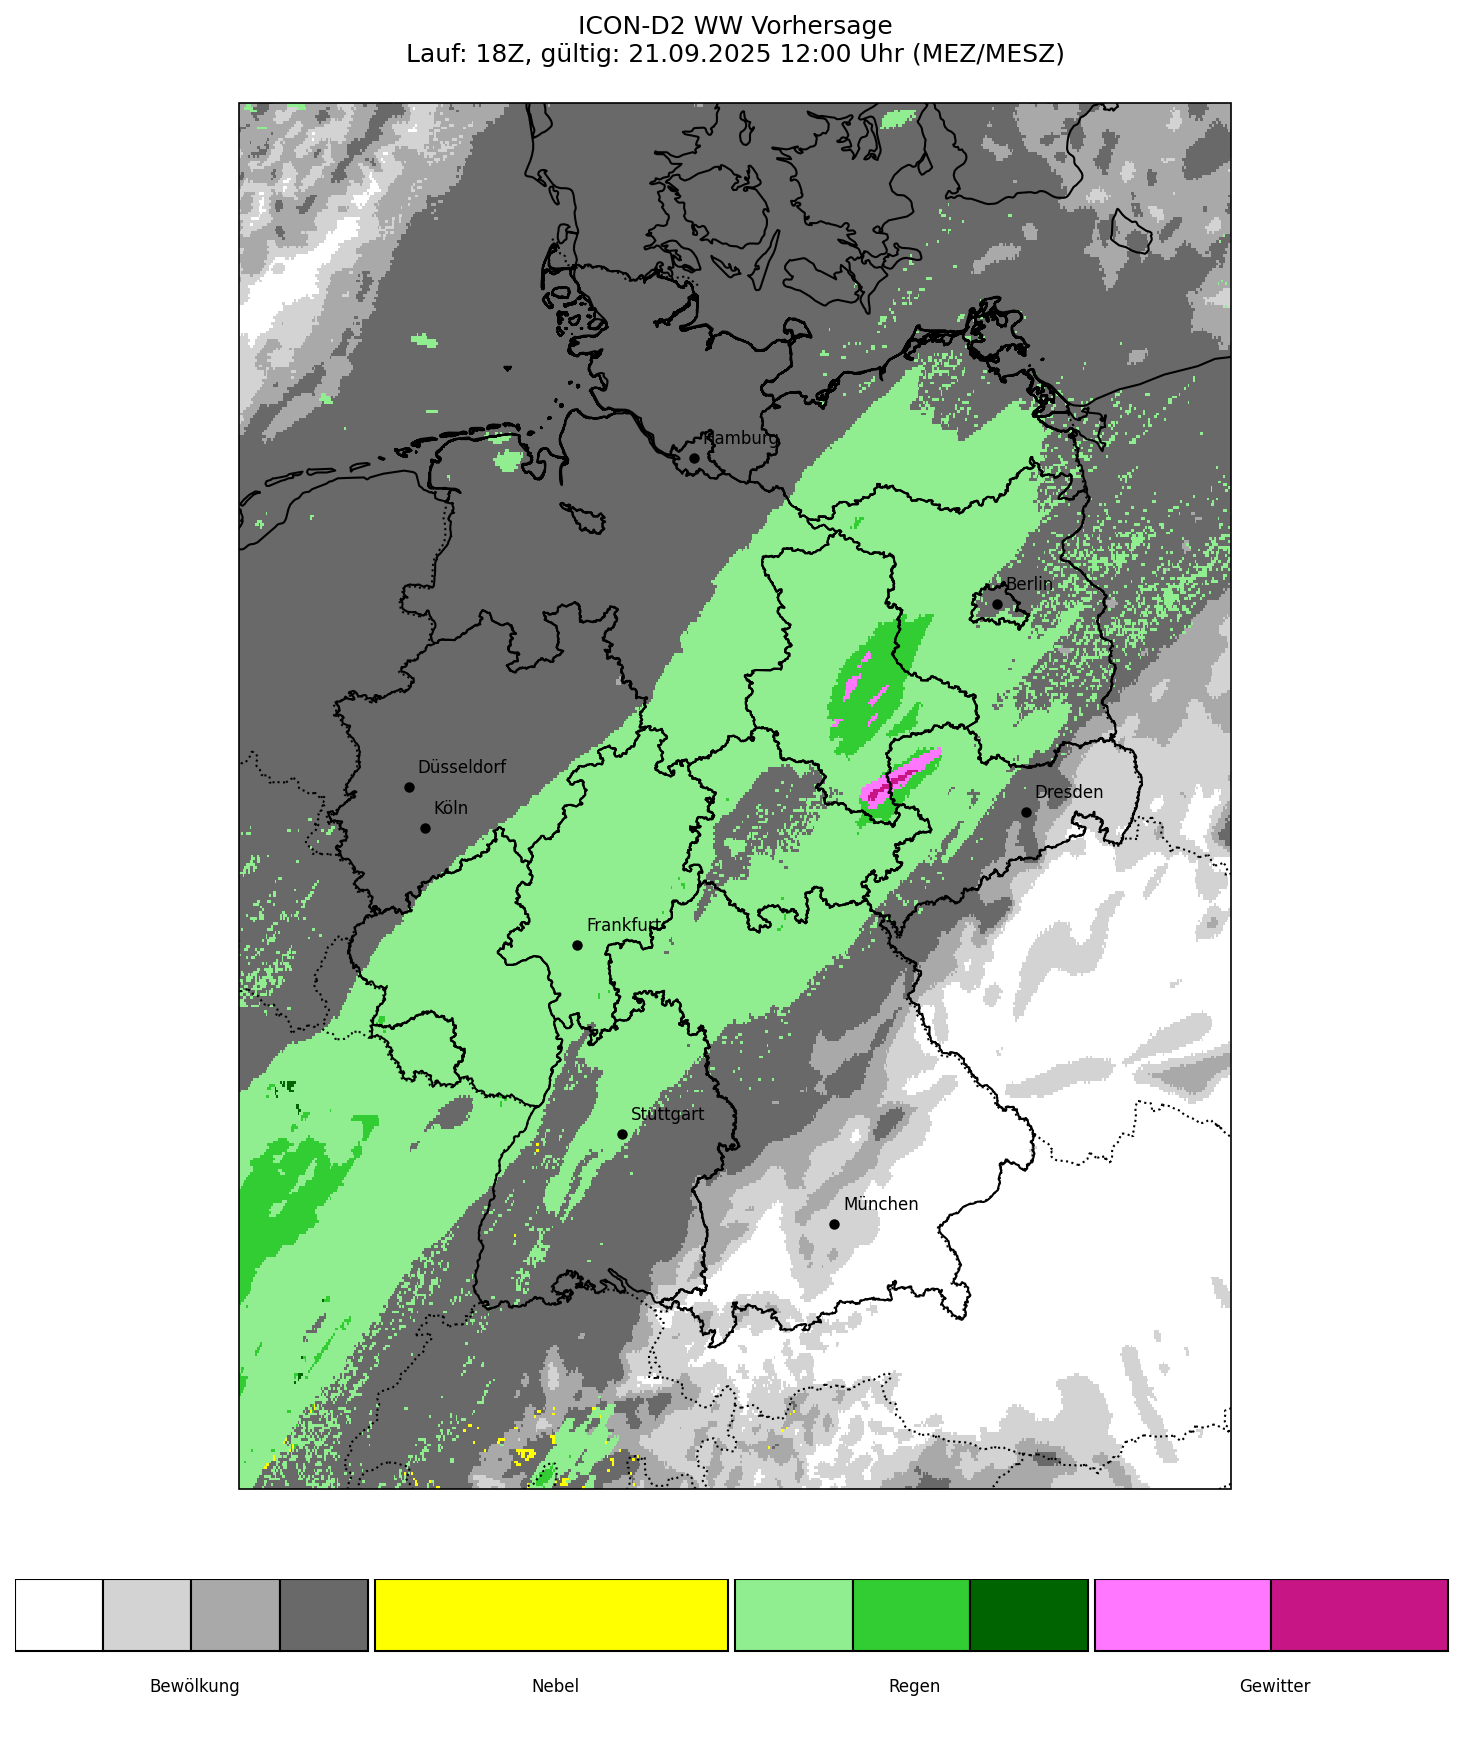 ICON-D2 WW Vorhersage
Lauf: 18Z, gültig: 21.09.2025 12:00 Uhr (MEZ/MESZ)
Hamburg
Berlin
Düsseldorf
Köln
Dresden
Frankfurt
Stuttgart
München
Bewölkung
Nebel
Regen
Gewitter